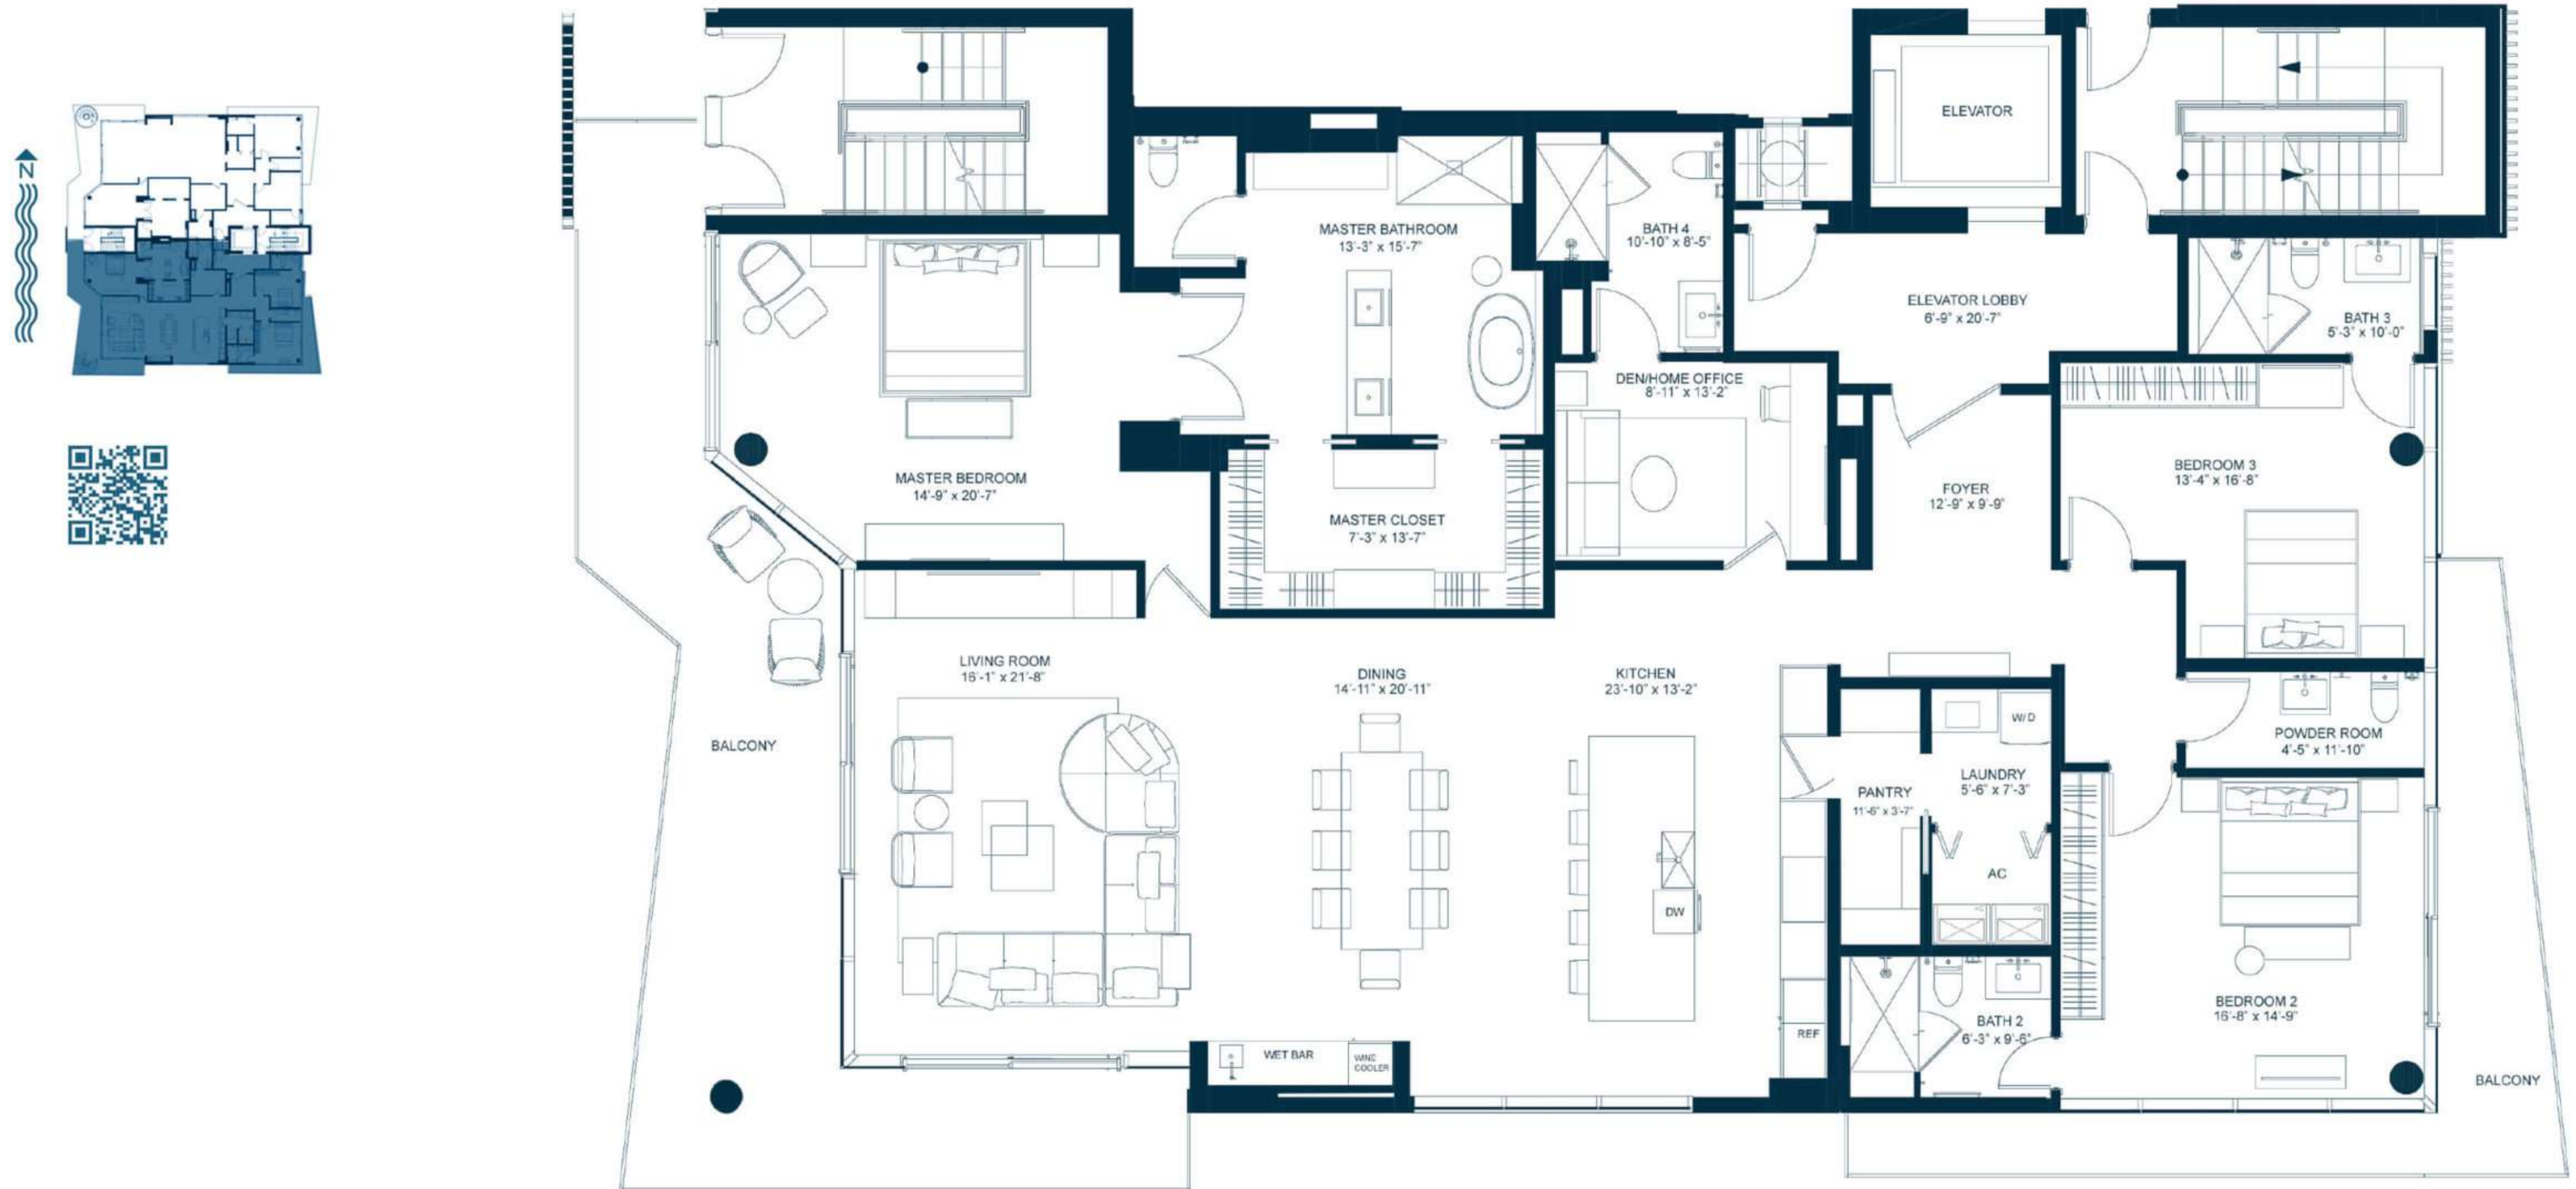 N
ELEVATOR
MASTER BATHROOM
13'-3" x 15'-7"
BATH 4
10'-10" x 8'-5"
ELEVATOR LOBBY
6'-9" x 20'-7"
BATH 3
5'-3" x 10'-0"
DEN/HOME OFFICE
8'-11" x 13'-2"
MASTER BEDROOM
14'-9" x 20'-7"
MASTER CLOSET
7'-3" x 13'-7"
FOYER
12'-9" x 9'-9"
BEDROOM 3
13'-4" x 16'-8"
LIVING ROOM
16'-1" x 21'-8"
DINING
14'-11" x 20'-11"
KITCHEN
23'-10" x 13'-2"
W/D
BALCONY
POWDER ROOM
4'-5" x 11'-10"
LAUNDRY
5'-6" x 7'-3"
PANTRY
11'-6" x 3'-7"
AC
DW
BEDROOM 2
16'-8" x 14'-9"
BATH 2
6'-3" x 9'-6"
REF
WET BAR
WINE
COOLER
BALCONY